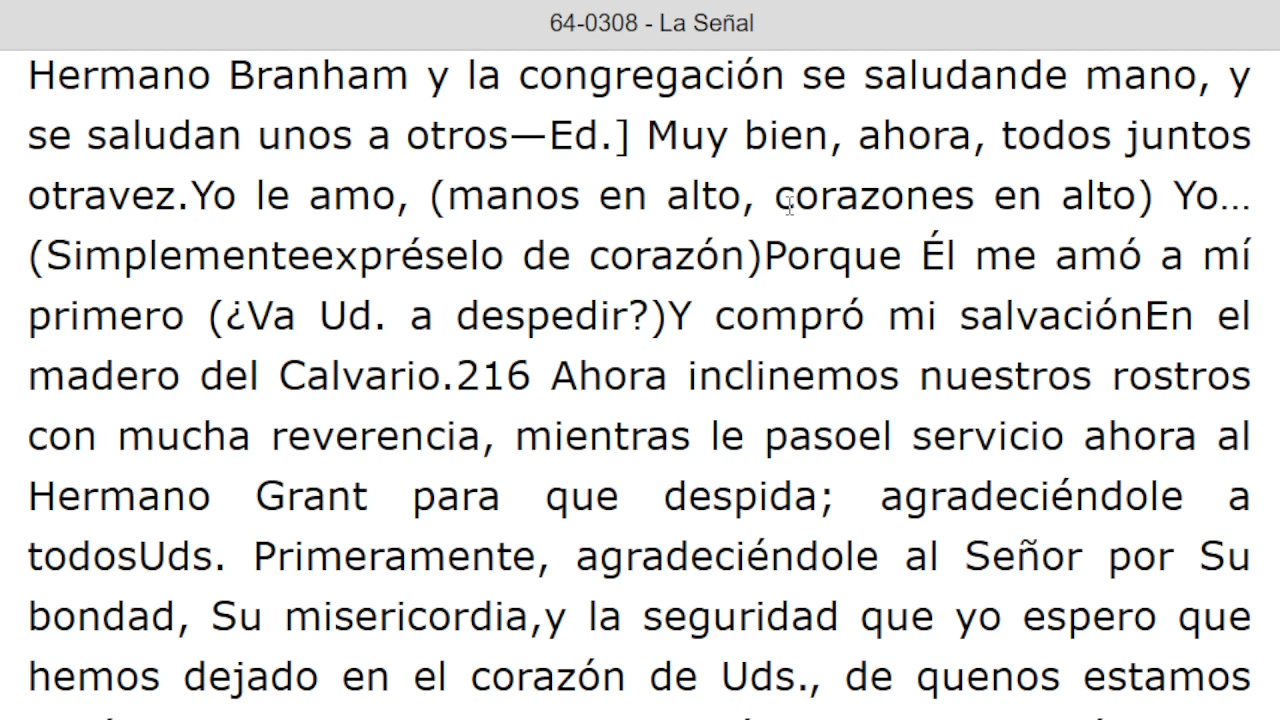 64-0308 - La Señal
Hermano Branham y la congregación se saludande mano, y
se saludan unos a otros—Ed.] Muy bien, ahora, todos juntos
otravez.Yo le amo, (manos en alto, corazones en alto) Yo...
(Simplementeexpréselo de corazón)Porque Él me amó a mí
primero (¿Va Ud. a despedir?)Y compró mi salvaciónEn el
madero del Calvario.216 Ahora inclinemos nuestros rostros
con mucha reverencia, mientras le pasoel servicio ahora al
Hermano Grant para que despida; agradeciéndole a
todosUds. Primeramente, agradeciéndole al Señor por Su
bondad, Su misericordia,y la seguridad que yo espero que
hemos dejado en el corazón de Uds., de quenos estamos